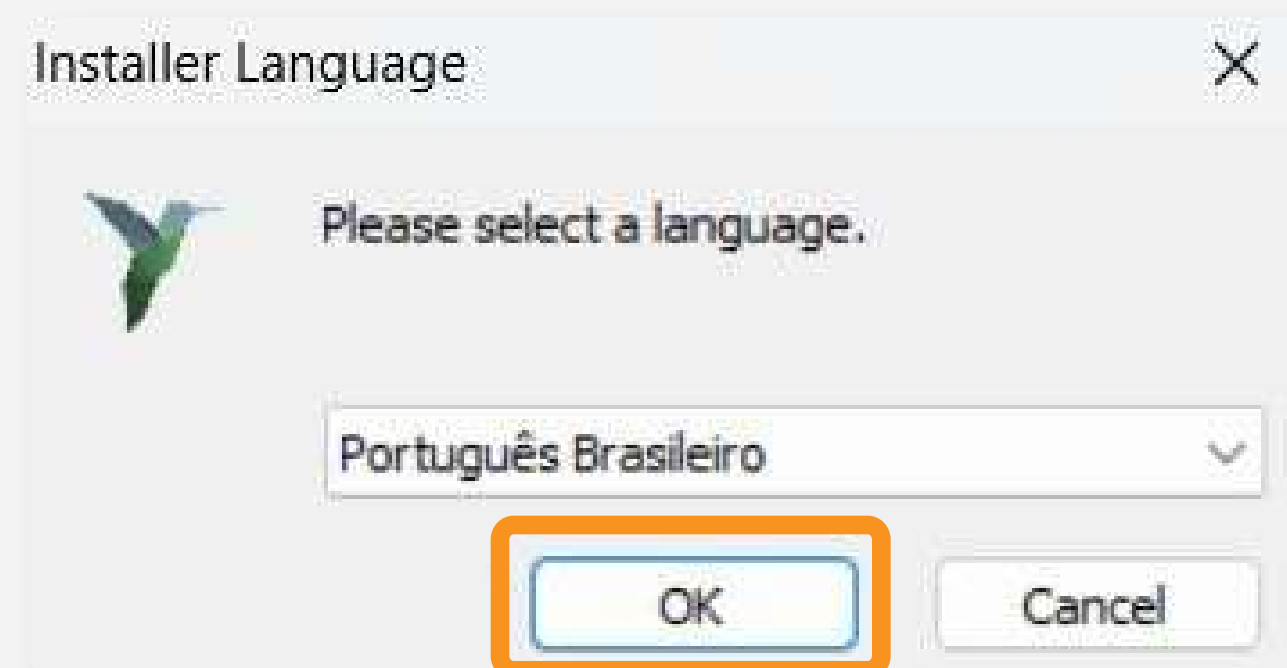 Installer Language
Please select a language.
Português Brasileiro
OK
Cancel